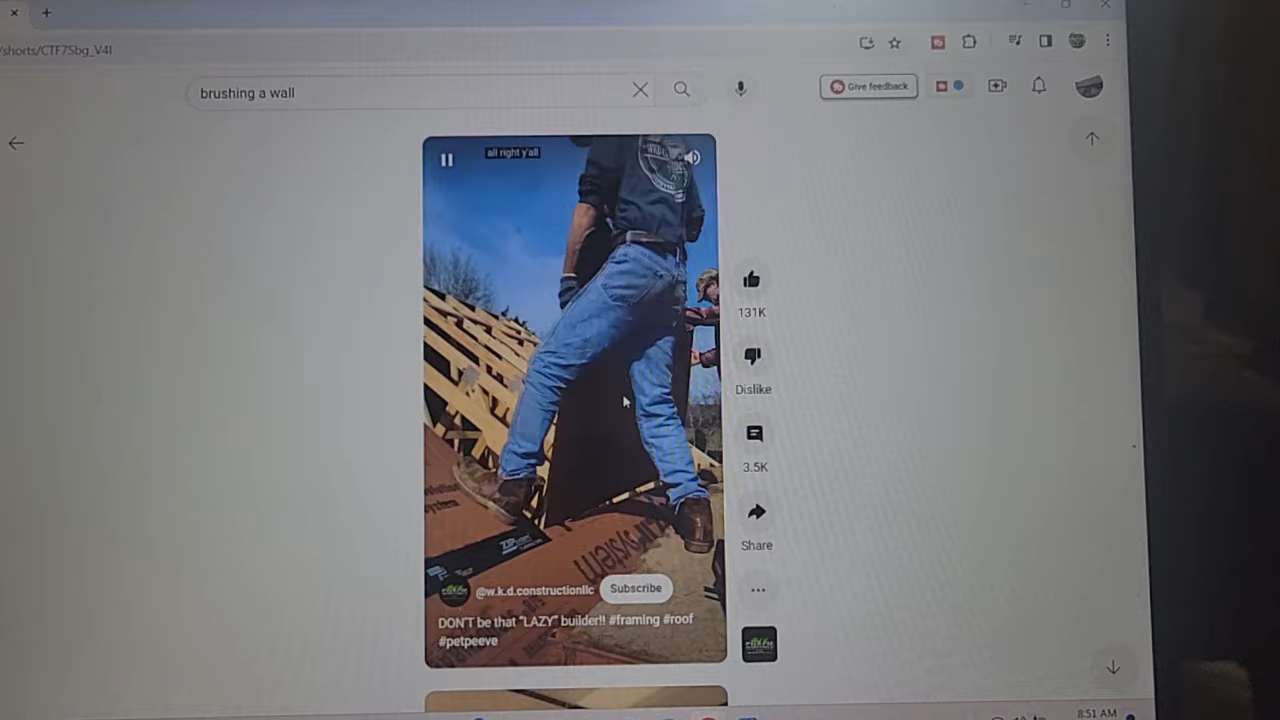 /shorts/CTF7Sbg_V4I
brushing a wall
Give feedback
all right y'all
131K
Dislike
3.5K
Share
@w.k.d.constructionllc
Subscribe
DON'T be that "LAZY" builder!! #framing #roof
#petpeeve
8:51 AM